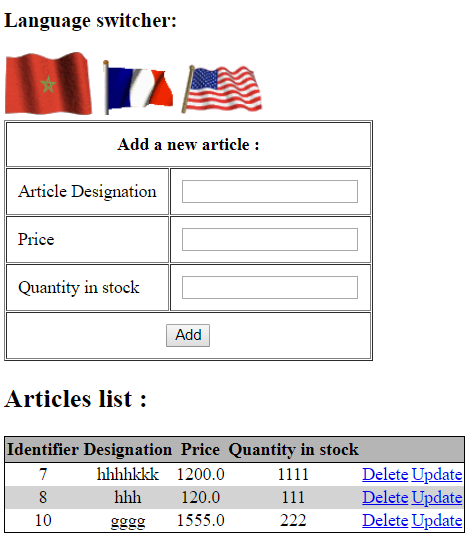 Language switcher:
Add a new article :
Article Designation
Price
Quantity in stock
Add
Articles list :
Identifier Designation Price Quantity in stock
7 hhhhkkk 1200.0 1111 Delete Update
8 hhh 120.0 111 Delete Update
10 gggg 1555.0 222 Delete Update